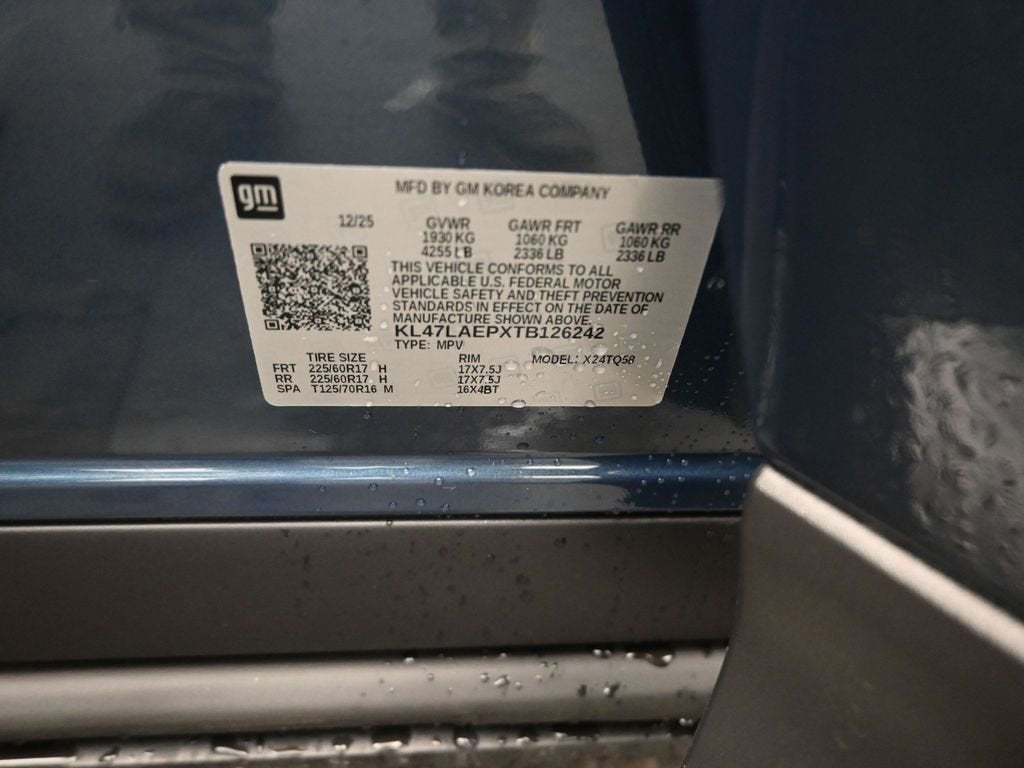 gm
MFD BY GM KOREA COMPANY
12/25 GVWR GAWR FRT GAWR RR
1930 KG 1060 KG 1060 KG
4255 LB 2336 LB 2336 LB
THIS VEHICLE CONFORMS TO ALL
APPLICABLE U.S. FEDERAL MOTOR
VEHICLE SAFETY AND THEFT PREVENTION
STANDARDS IN EFFECT ON THE DATE OF
MANUFACTURE SHOWN ABOVE.
KL47LAEPXTB126242
TYPE: MPV
TIRE SIZE RIM MODEL: X24TQ58
FRT 225/60R17 H 17X7.5J
RR 225/60R17 H 17X7.5J
SPA T125/70R16 M 16X4BT